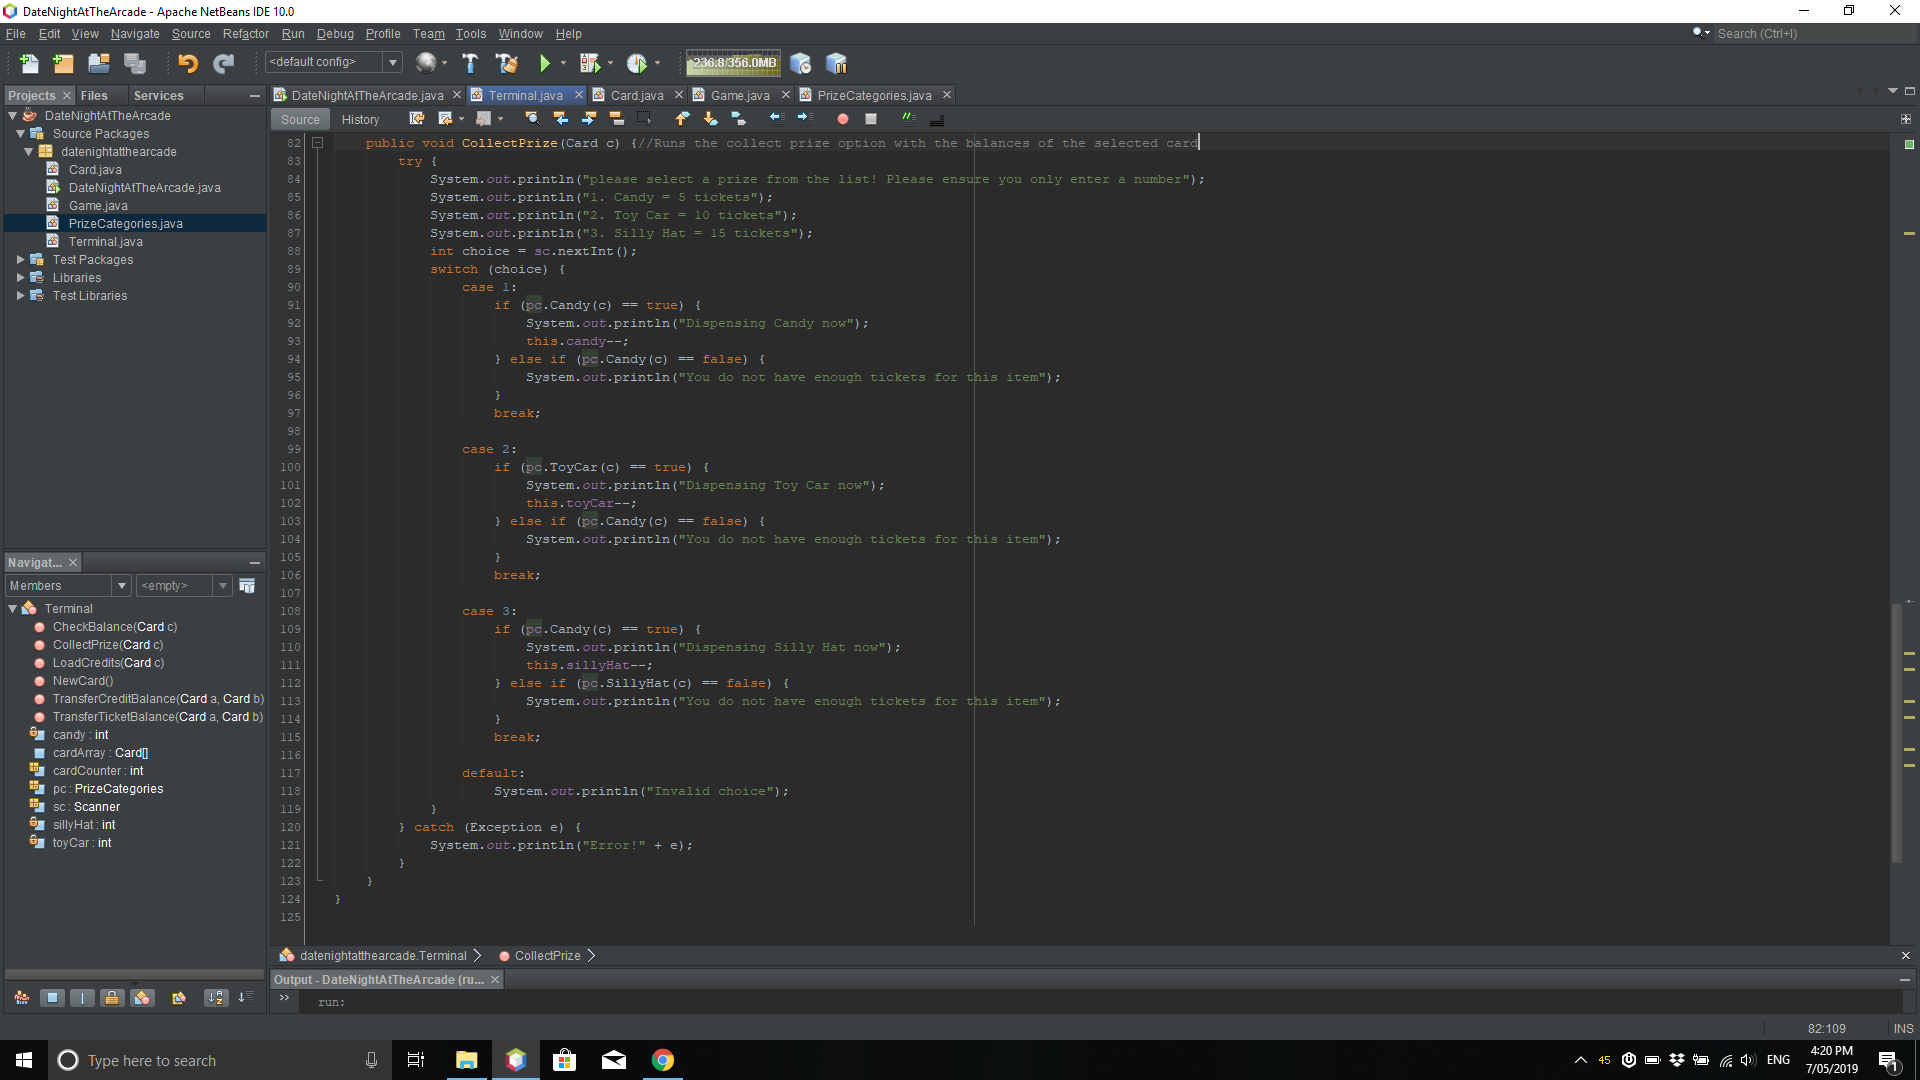 DateNightAtTheArcade - Apache NetBeans IDE 10.0
File Edit View Navigate Source Refactor Run Debug Profile Team Tools Window Help
Search (Ctrl+I)
<default config>
236.8/356.0MB
Projects Files Services
DateNightAtTheArcade.java Terminal.java Card.java Game.java PrizeCategories.java
Source History
DateNightAtTheArcade
Source Packages
datenightatthearcade
Card.java
DateNightAtTheArcade.java
Game.java
PrizeCategories.java
Terminal.java
Test Packages
Libraries
Test Libraries
Navigat...
Members <empty>
Terminal
CheckBalance(Card c)
CollectPrize(Card c)
LoadCredits(Card c)
NewCard()
TransferCreditBalance(Card a, Card b)
TransferTicketBalance(Card a, Card b)
candy : int
cardArray : Card[]
cardCounter : int
pc : PrizeCategories
sc : Scanner
sillyHat : int
toyCar : int
82 public void CollectPrize(Card c) {//Runs the collect prize option with the balances of the selected card
83 try {
84 System.out.println("please select a prize from the list! Please ensure you only enter a number");
85 System.out.println("1. Candy = 5 tickets");
86 System.out.println("2. Toy Car = 10 tickets");
87 System.out.println("3. Silly Hat = 15 tickets");
88 int choice = sc.nextInt();
89 switch (choice) {
90 case 1:
91 if (pc.Candy(c) == true) {
92 System.out.println("Dispensing Candy now");
93 this.candy--;
94 } else if (pc.Candy(c) == false) {
95 System.out.println("You do not have enough tickets for this item");
96 }
97 break;
98
99 case 2:
100 if (pc.ToyCar(c) == true) {
101 System.out.println("Dispensing Toy Car now");
102 this.toyCar--;
103 } else if (pc.Candy(c) == false) {
104 System.out.println("You do not have enough tickets for this item");
105 }
106 break;
107
108 case 3:
109 if (pc.Candy(c) == true) {
110 System.out.println("Dispensing Silly Hat now");
111 this.sillyHat--;
112 } else if (pc.SillyHat(c) == false) {
113 System.out.println("You do not have enough tickets for this item");
114 }
115 break;
116
117 default:
118 System.out.println("Invalid choice");
119 }
120 } catch (Exception e) {
121 System.out.println("Error!" + e);
122 }
123 }
124 }
125
datenightatthearcade.Terminal CollectPrize
Output - DateNightAtTheArcade (ru...
run:
82:109 INS
Type here to search
45 ENG
4:20 PM
7/05/2019
1